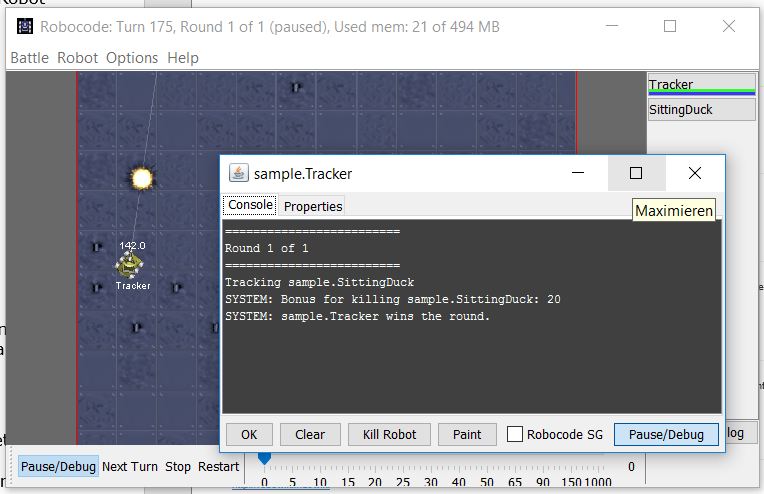 Robot
Robocode: Turn 175, Round 1 of 1 (paused), Used mem: 21 of 494 MB
Battle Robot Options Help
Tracker
SittingDuck
142.0
Tracker
sample.Tracker
Maximieren
Console Properties
=========================
Round 1 of 1
=========================
Tracking sample.SittingDuck
SYSTEM: Bonus for killing sample.SittingDuck: 20
SYSTEM: sample.Tracker wins the round.
OK Clear Kill Robot Paint Robocode SG Pause/Debug
log
Pause/Debug Next Turn Stop Restart
0 5 10 15 20 25 30 40 50 65 90 150 1000
0